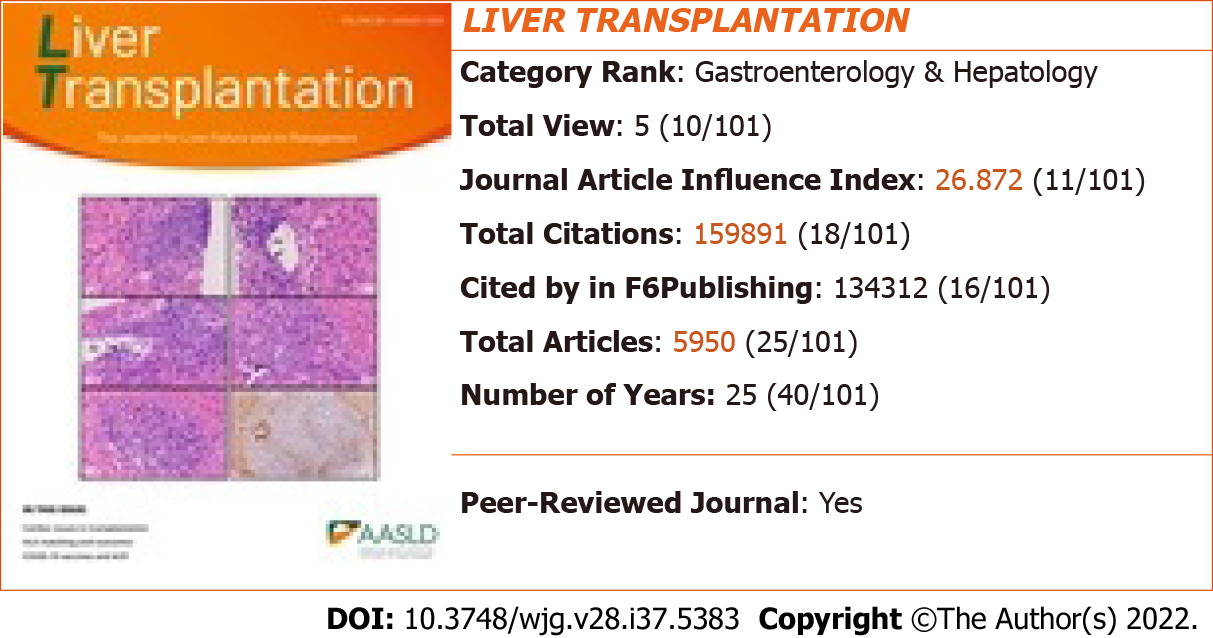 Liver
Transplantation
AASLD
LIVER TRANSPLANTATION
Category Rank: Gastroenterology & Hepatology
Total View: 5 (10/101)
Journal Article Influence Index: 26.872 (11/101)
Total Citations: 159891 (18/101)
Cited by in F6Publishing: 134312 (16/101)
Total Articles: 5950 (25/101)
Number of Years: 25 (40/101)
Peer-Reviewed Journal: Yes
DOI: 10.3748/wjg.v28.i37.5383 Copyright ©The Author(s) 2022.